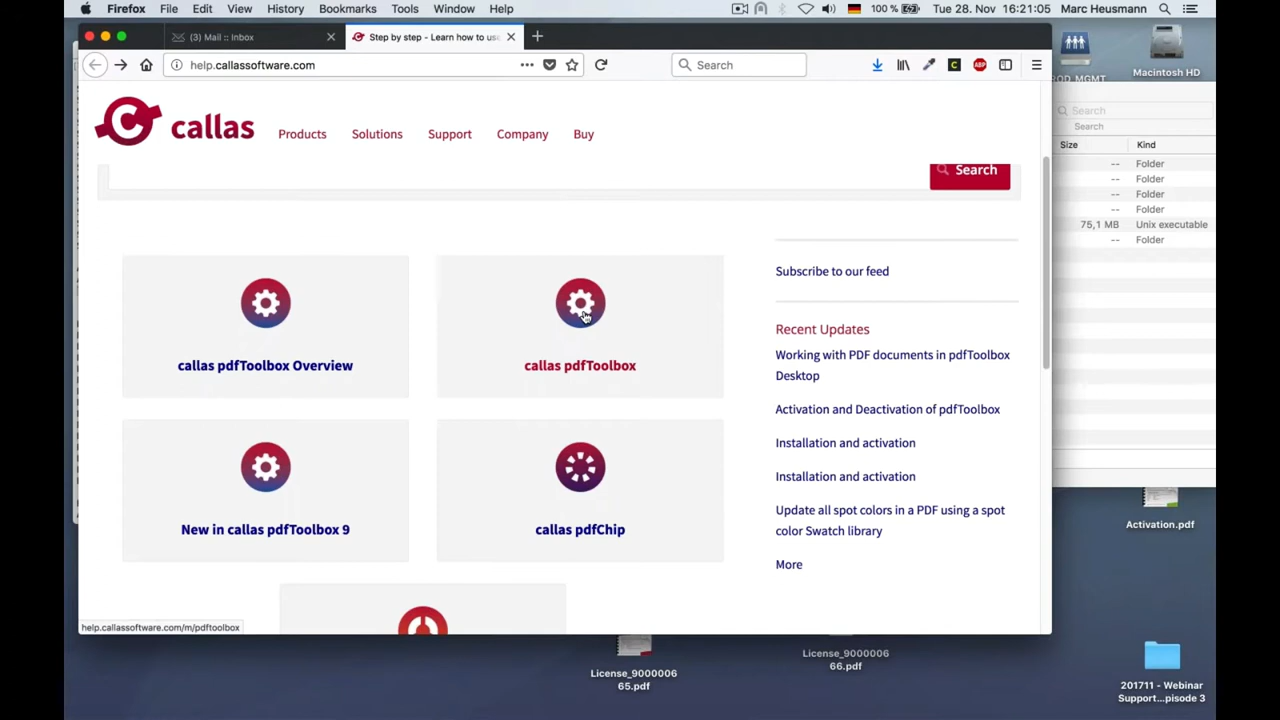 Firefox File Edit View History Bookmarks Tools Window Help 100 % Tue 28. Nov 16:21:05 Marc Heusmann
(3) Mail :: Inbox
Step by step - Learn how to us
help.callassoftware.com
Search
callas
Products Solutions Support Company Buy
Search
callas pdfToolbox Overview
callas pdfToolbox
New in callas pdfToolbox 9
callas pdfChip
Subscribe to our feed
Recent Updates
Working with PDF documents in pdfToolbox
Desktop
Activation and Deactivation of pdfToolbox
Installation and activation
Installation and activation
Update all spot colors in a PDF using a spot
color Swatch library
More
help.callassoftware.com/m/pdftoolbox
ROD_MGMT
Macintosh HD
Search
Search
Size Kind
-- Folder
-- Folder
-- Folder
-- Folder
75,1 MB Unix executable
-- Folder
Activation.pdf
License_9000006
65.pdf
License_9000006
66.pdf
201711 - Webinar
Support...pisode 3